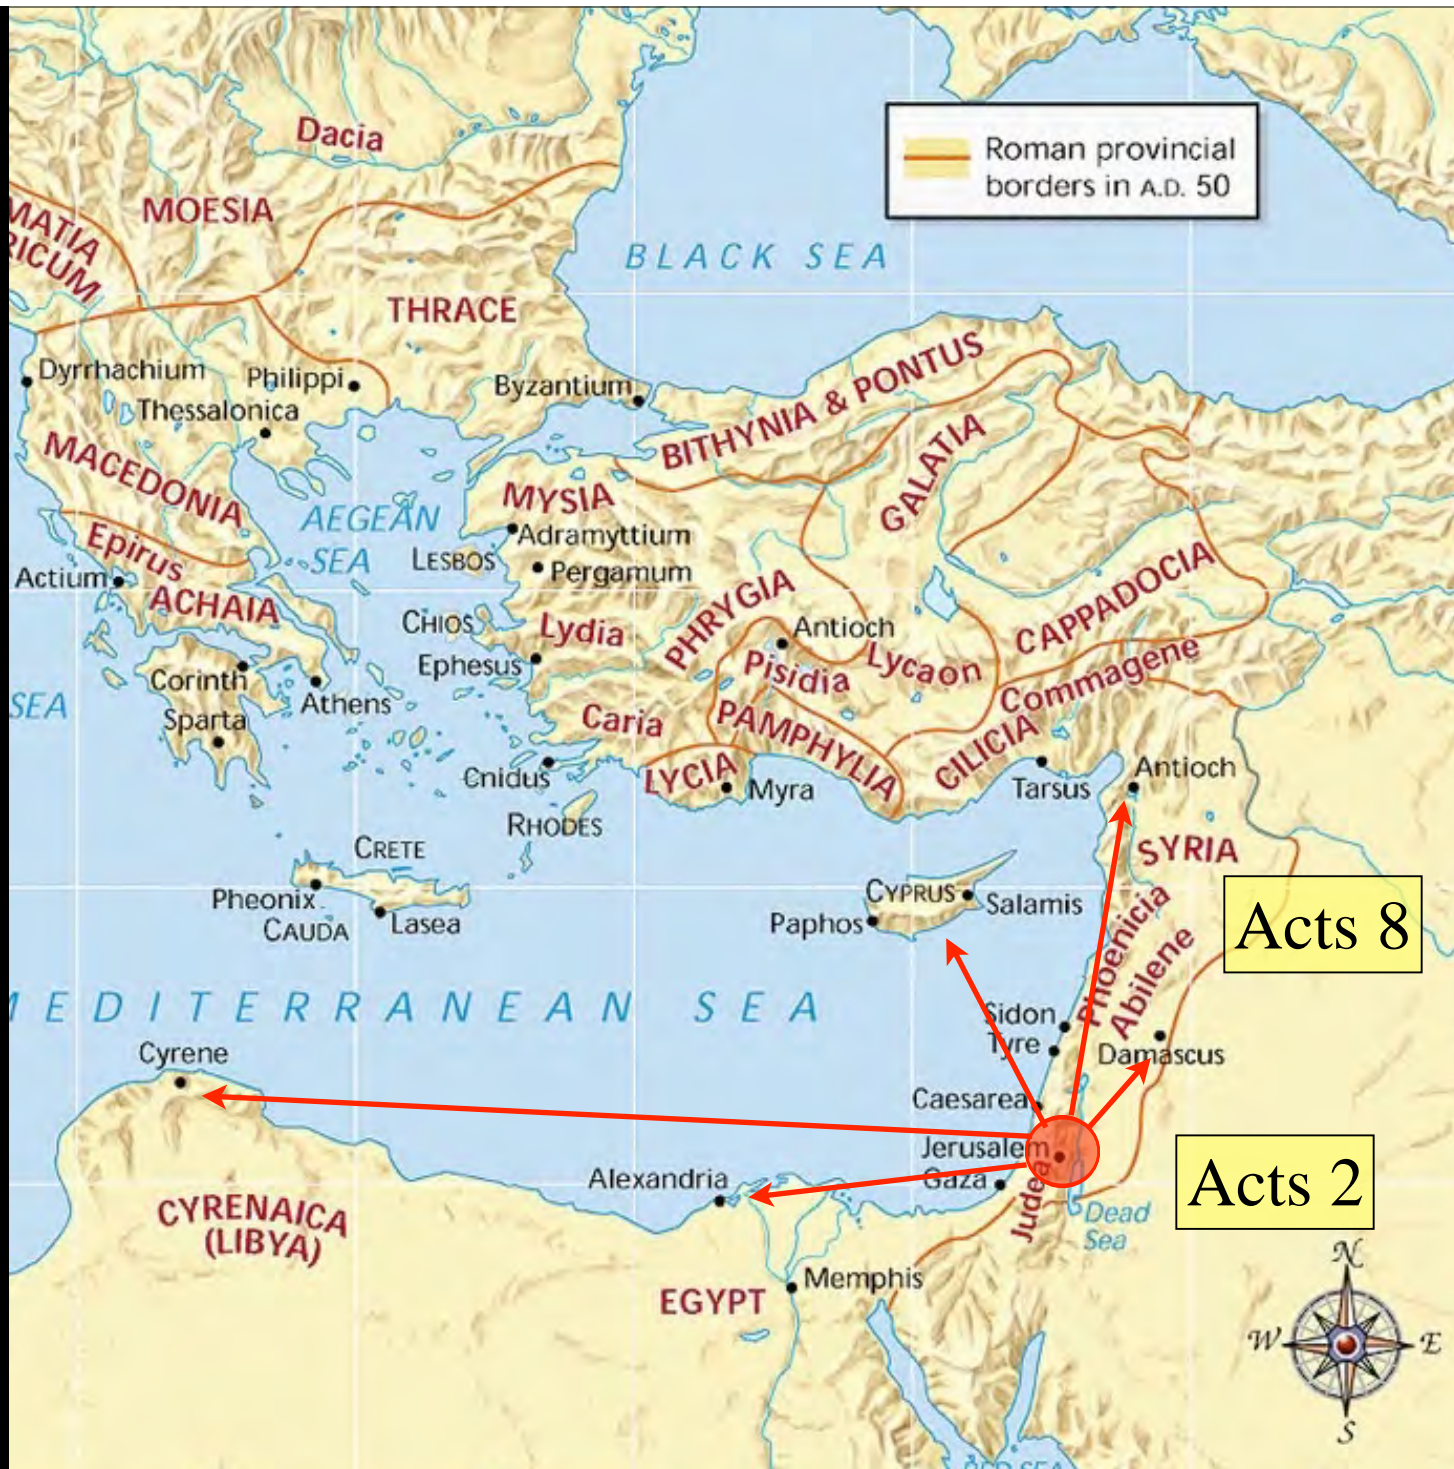 Dacia
Roman provincial
borders in A.D. 50
MOESIA
MATIA
RICUM
BLACK SEA
THRACE
Dyrrhachium
Philippi
Byzantium
Thessalonica
BITHYNIA & PONTUS
GALATIA
MACEDONIA
MYSIA
AEGEAN
SEA
Adramyttium
LESBOS
Pergamum
Epirus
Actium
ACHAIA
PHRYGIA
CAPPADOCIA
CHIOS
Lydia
Antioch
Ephesus
Pisidia
Lycaon
Commagene
Corinth
Athens
SEA
Sparta
Caria
PAMPHYLIA
CILICIA
Cnidus
LYCIA
Myra
Tarsus
Antioch
RHODES
CRETE
SYRIA
Pheonix
CAUDA
Lasea
CYPRUS
Salamis
Paphos
Phoenicia
Abilene
Acts 8
MEDITERRANEAN SEA
Sidon
Tyre
Damascus
Cyrene
Caesarea
Jerusalem
Alexandria
Gaza
Judea
Acts 2
CYRENAICA
(LIBYA)
Dead
Sea
Memphis
EGYPT
N
W
E
S
RED SEA